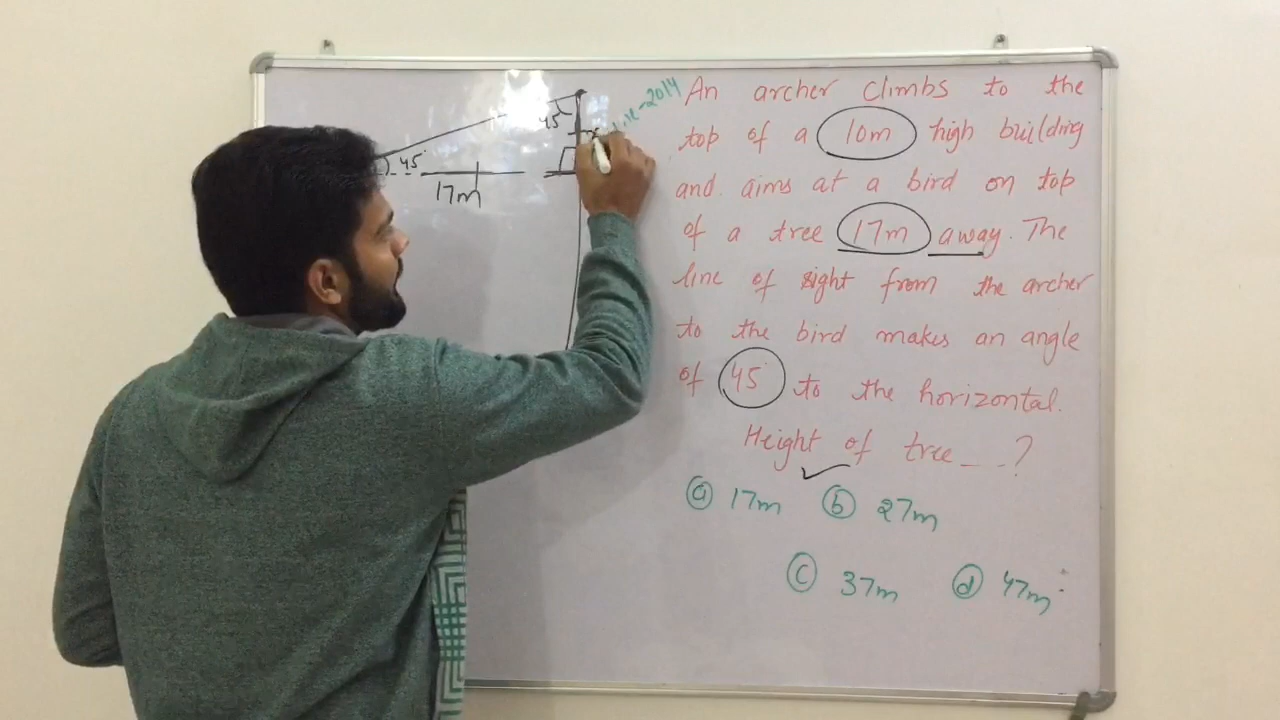 45
45°
17m
-2014
An archer climbs to the
top of a 10m high building
and aims at a bird on top
of a tree 17m away. The
line of sight from the archer
to the bird makes an angle
of 45° to the horizontal.
Height of tree --- ?
ⓐ 17m ⓑ 27m
ⓒ 37m ⓓ 47m